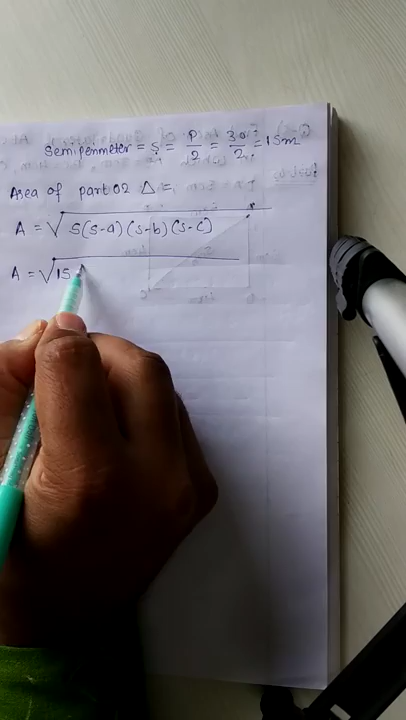 Semiperimeter = S = P/2 = 30/2 = 15m
Area of part 02 Δ =
A = √S(S-a)(S-b)(S-c)
A = √15